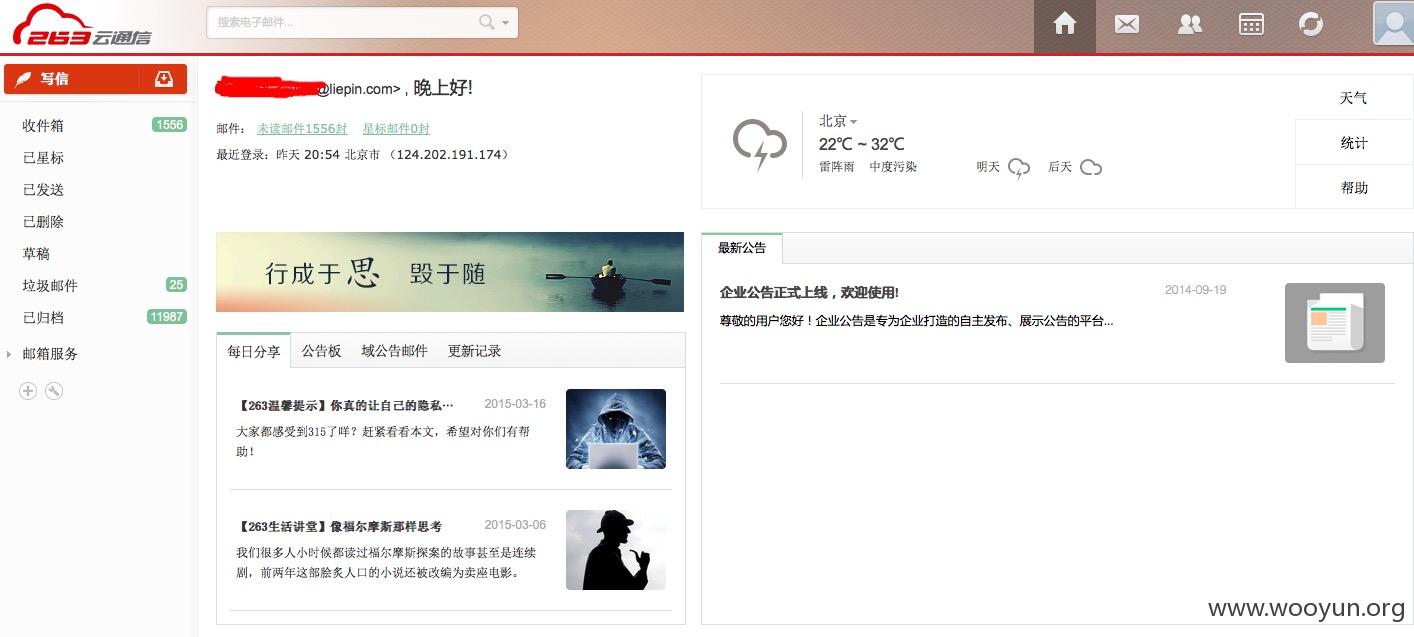 263云通信
搜索电子邮件...
写信
收件箱 1556
已星标
已发送
已删除
草稿
垃圾邮件 25
已归档 11987
邮箱服务
@liepin.com> , 晚上好!
邮件： 未读邮件1556封 星标邮件0封
最近登录：昨天 20:54 北京市 （124.202.191.174）
北京
22℃ ~ 32℃
雷阵雨 中度污染 明天 后天
天气
统计
帮助
行成于思 毁于随
每日分享 公告板 域公告邮件 更新记录
【263温馨提示】你真的让自己的隐私… 2015-03-16
大家都感受到315了咩？赶紧看看本文，希望对你们有帮
助！
【263生活讲堂】像福尔摩斯那样思考 2015-03-06
我们很多人小时候都读过福尔摩斯探案的故事甚至是连续
剧，前两年这部脍炙人口的小说还被改编为卖座电影。
最新公告
企业公告正式上线，欢迎使用! 2014-09-19
尊敬的用户您好！企业公告是专为企业打造的自主发布、展示公告的平台...
www.wooyun.org